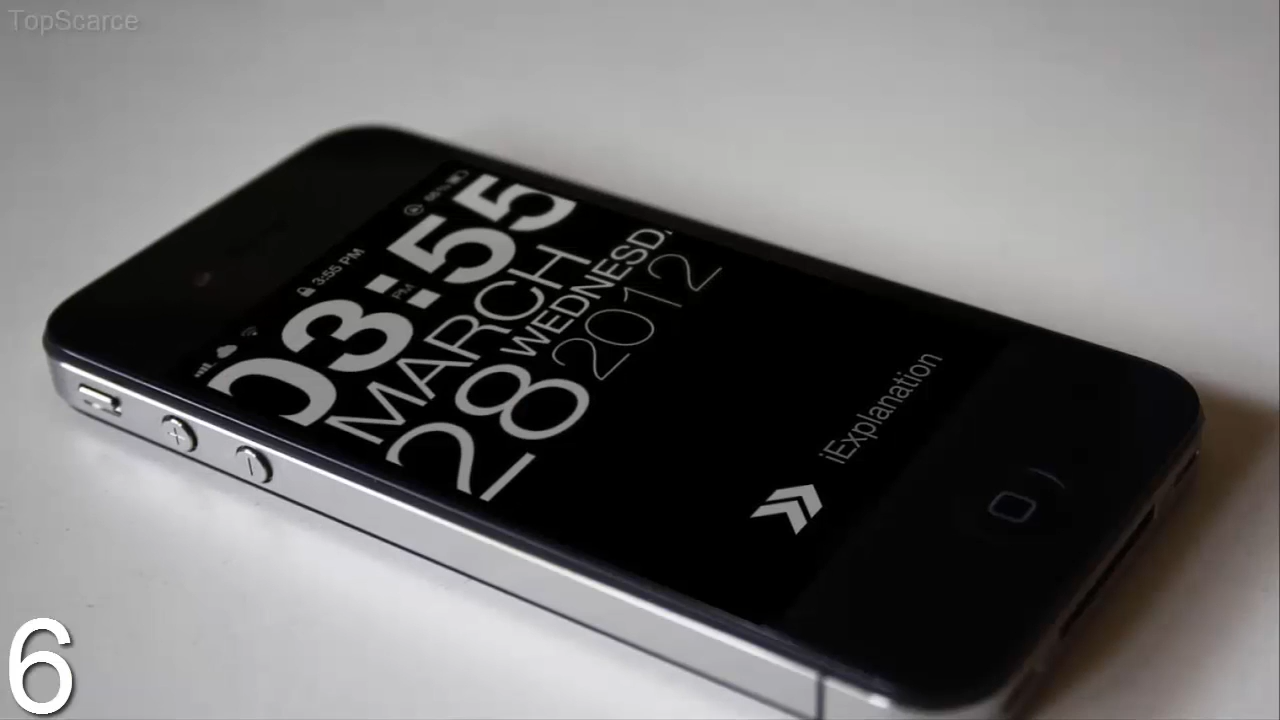 TopScarce
3:55 PM
03:55
PM
MARCH
28 WEDNESD
2012
iExplanation
6